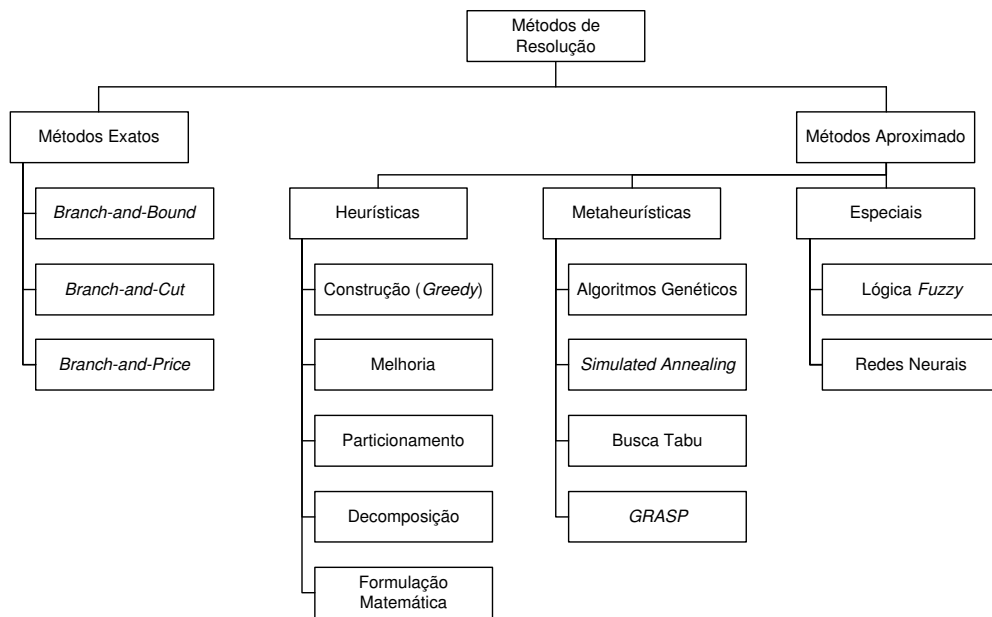 Métodos de
Resolução
Métodos Exatos
Métodos Aproximado
Branch-and-Bound
Heurísticas
Metaheurísticas
Especiais
Branch-and-Cut
Construção (Greedy)
Algoritmos Genéticos
Lógica Fuzzy
Branch-and-Price
Melhoria
Simulated Annealing
Redes Neurais
Particionamento
Busca Tabu
Decomposição
GRASP
Formulação
Matemática